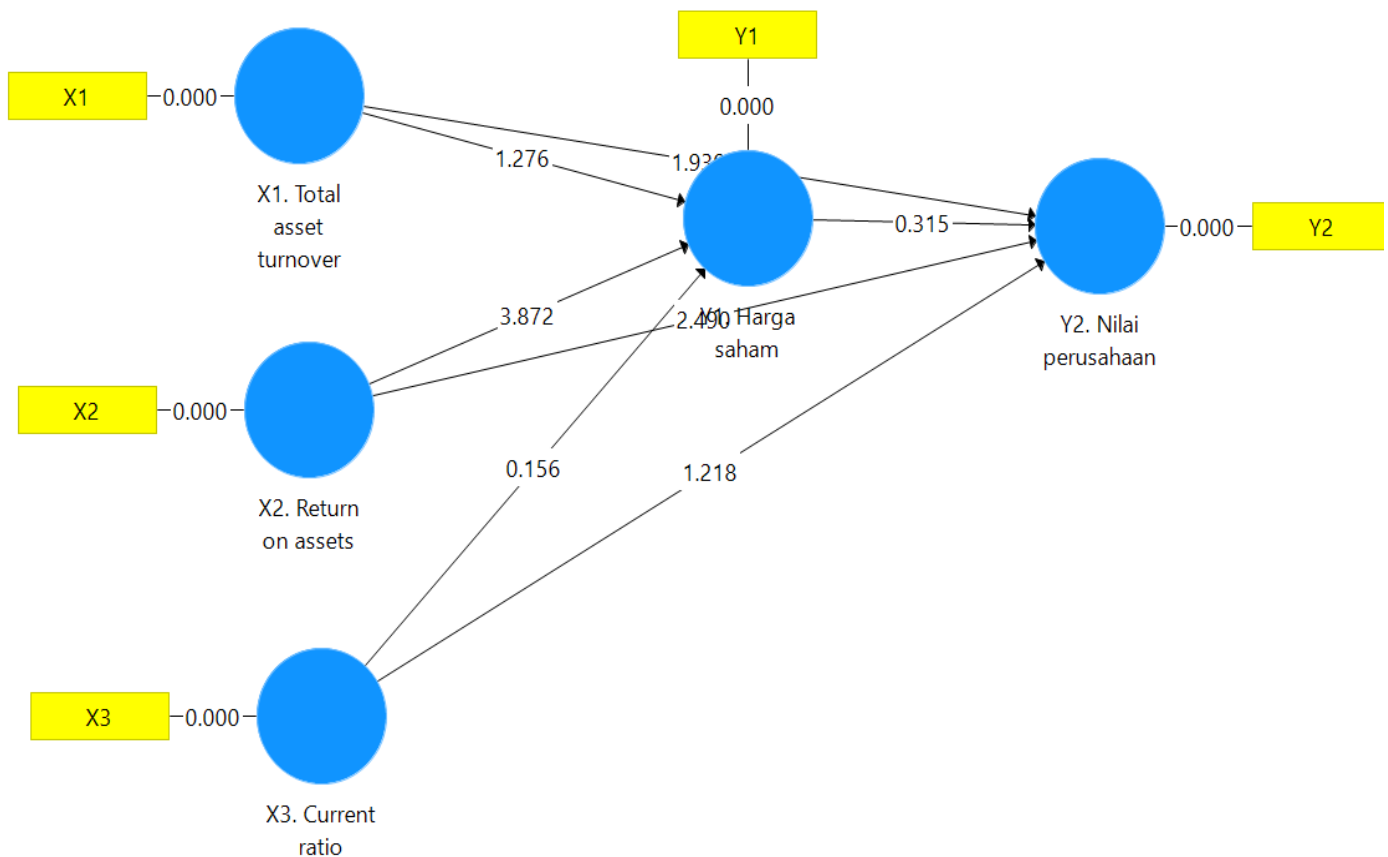 Y1
X1
0.000
0.000
1.276
X1. Total
asset
turnover
0.315
0.000
Y2
3.872
2.490
Y1. Harga
saham
Y2. Nilai
perusahaan
X2
0.000
X2. Return
on assets
0.156
1.218
X3
0.000
X3. Current
ratio